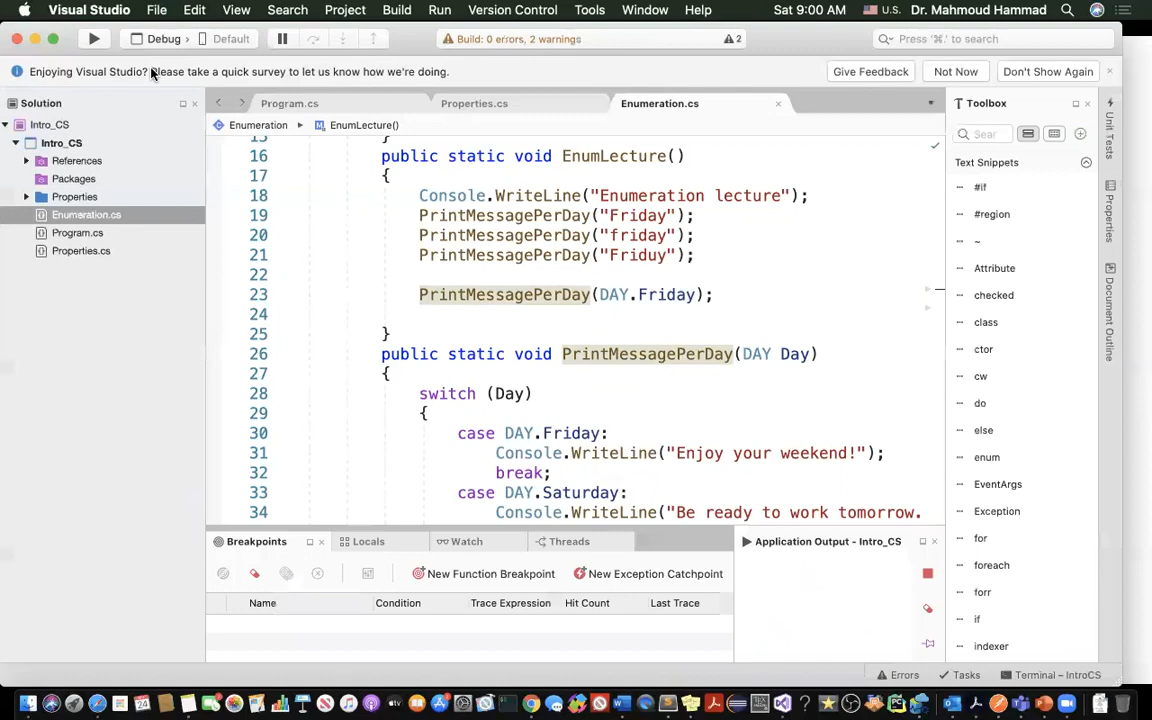 Visual Studio File Edit View Search Project Build Run Version Control Tools Window Help U.S. Sat 9:00 AM Dr. Mahmoud Hammad
Debug › Default Build: 0 errors, 2 warnings 2 Press '⌘.' to search
Enjoying Visual Studio? Please take a quick survey to let us know how we're doing. Give Feedback Not Now Don't Show Again
Solution
Intro_CS
Intro_CS
References
Packages
Properties
Enumeration.cs
Program.cs
Properties.cs
Program.cs Properties.cs Enumeration.cs
Enumeration EnumLecture()
15 }
16 public static void EnumLecture()
17 {
18 Console.WriteLine("Enumeration lecture");
19 PrintMessagePerDay("Friday");
20 PrintMessagePerDay("friday");
21 PrintMessagePerDay("Friduy");
22
23 PrintMessagePerDay(DAY.Friday);
24
25 }
26 public static void PrintMessagePerDay(DAY Day)
27 {
28 switch (Day)
29 {
30 case DAY.Friday:
31 Console.WriteLine("Enjoy your weekend!");
32 break;
33 case DAY.Saturday:
34 Console.WriteLine("Be ready to work tomorrow.
Toolbox
Sear
Text Snippets
#if
#region
~
Attribute
checked
class
ctor
cw
do
else
enum
EventArgs
Exception
for
foreach
forr
if
indexer
Unit Tests
Properties
Document Outline
Breakpoints Locals Watch Threads
New Function Breakpoint New Exception Catchpoint
Name Condition Trace Expression Hit Count Last Trace
Application Output - Intro_CS
Errors Tasks Terminal – IntroCS